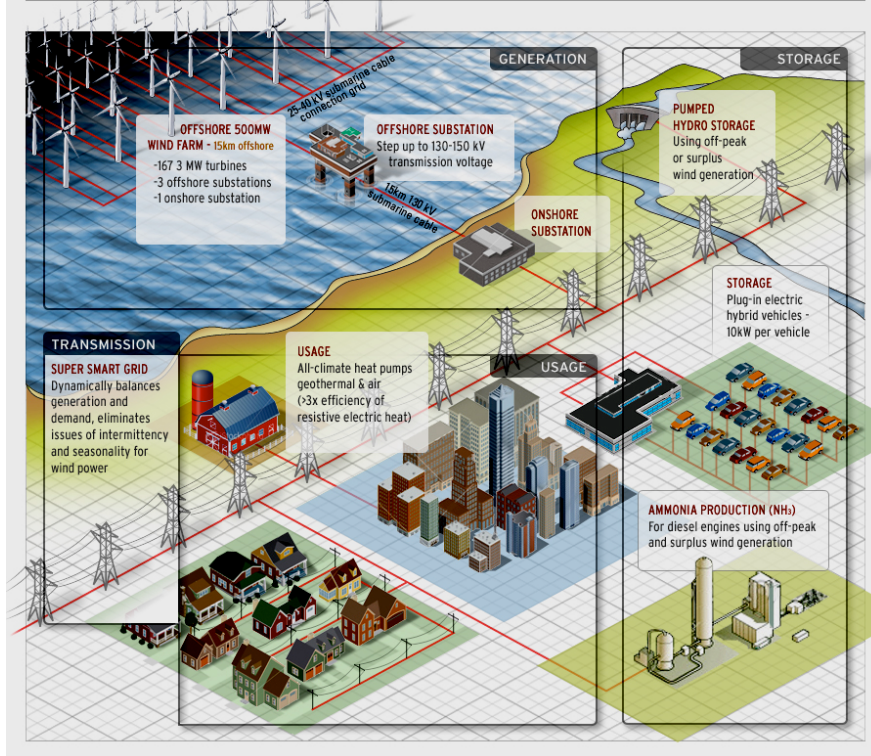 GENERATION
STORAGE
25-40 kV submarine cable
connection grid
OFFSHORE 500MW
WIND FARM - 15km offshore
-167 3 MW turbines
-3 offshore substations
-1 onshore substation
OFFSHORE SUBSTATION
Step up to 130-150 kV
transmission voltage
15km 130 kV
submarine cable
ONSHORE
SUBSTATION
PUMPED
HYDRO STORAGE
Using off-peak
or surplus
wind generation
STORAGE
Plug-in electric
hybrid vehicles -
10kW per vehicle
TRANSMISSION
SUPER SMART GRID
Dynamically balances
generation and
demand, eliminates
issues of intermittency
and seasonality for
wind power
USAGE
All-climate heat pumps
geothermal & air
(>3x efficiency of
resistive electric heat)
USAGE
AMMONIA PRODUCTION (NH₃)
For diesel engines using off-peak
and surplus wind generation